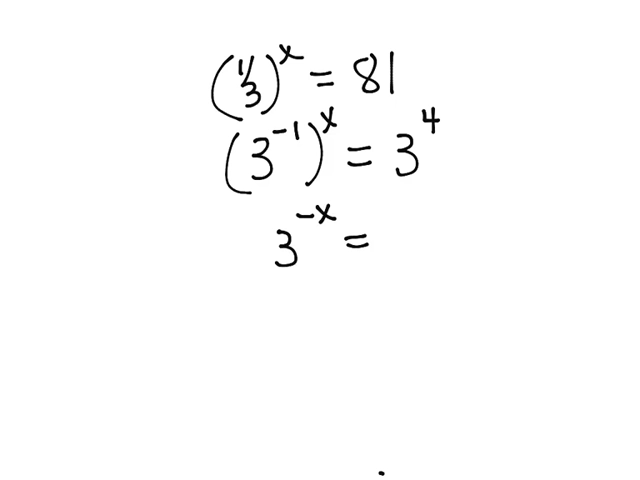 (1/3)^x = 81
(3^-1)^x = 3^4
3^-x =